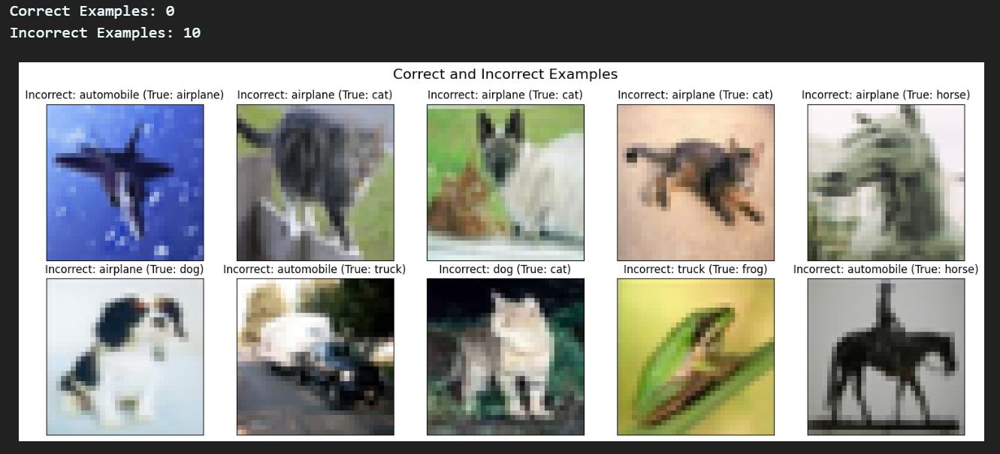 Correct Examples: 0
Incorrect Examples: 10
Correct and Incorrect Examples
Incorrect: automobile (True: airplane)
Incorrect: airplane (True: cat)
Incorrect: airplane (True: cat)
Incorrect: airplane (True: cat)
Incorrect: airplane (True: horse)
Incorrect: airplane (True: dog)
Incorrect: automobile (True: truck)
Incorrect: dog (True: cat)
Incorrect: truck (True: frog)
Incorrect: automobile (True: horse)